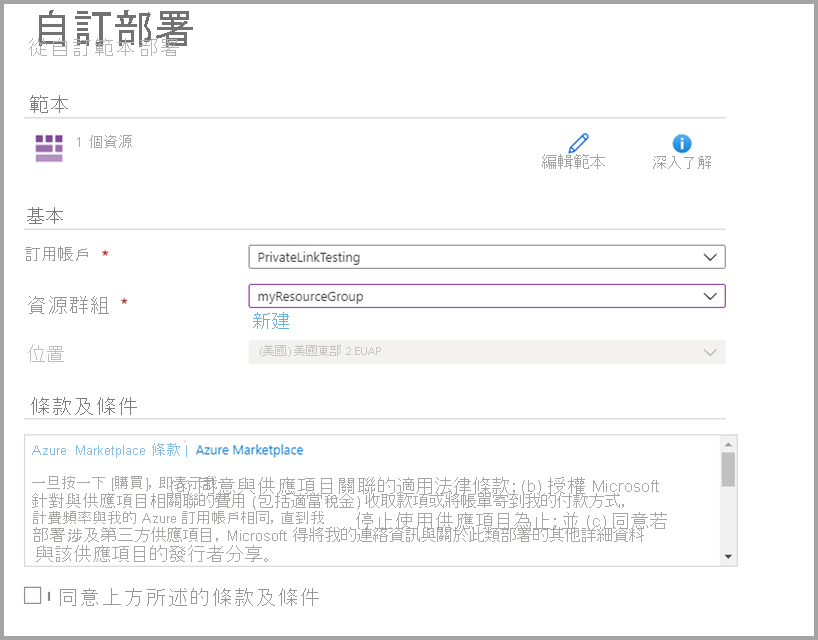 自訂部署
從自訂範本部署
範本
1 個資源
編輯範本
深入了解
基本
訂用帳戶 *
PrivateLinkTesting
資源群組 *
myResourceGroup
新建
位置
(美國) 美國東部 2 EUAP
條款及條件
Azure Marketplace 條款 | Azure Marketplace
一旦按一下 [購買], 即表示我 (a) 同意與供應項目關聯的適用法律條款; (b) 授權 Microsoft
針對與供應項目相關聯的費用 (包括適當稅金) 收取款項或將帳單寄到我的付款方式,
計費頻率與我的 Azure 訂用帳戶相同, 直到我 停止使用供應項目為止; 並 (c) 同意若
部署涉及第三方供應項目, Microsoft 得將我的連絡資訊與關於此類部署的其他詳細資料
與該供應項目的發行者分享。
同意上方所述的條款及條件